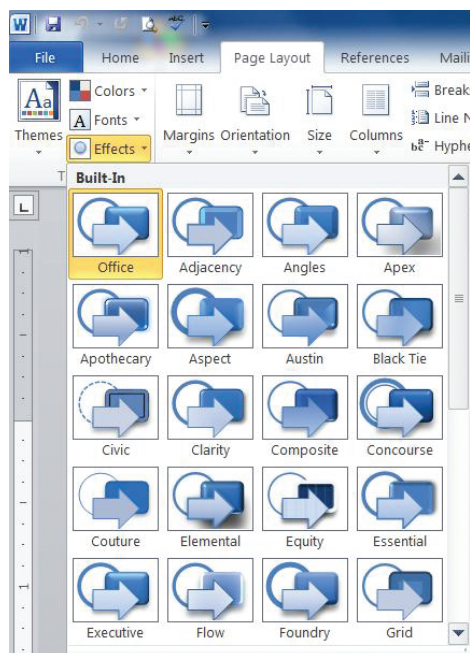 W ABC
File Home Insert Page Layout References Maili
Aa Colors Break
A Fonts Line N
Themes Effects Margins Orientation Size Columns Hyphe
T
Built-In
L
Office Adjacency Angles Apex
Apothecary Aspect Austin Black Tie
Civic Clarity Composite Concourse
Couture Elemental Equity Essential
Executive Flow Foundry Grid